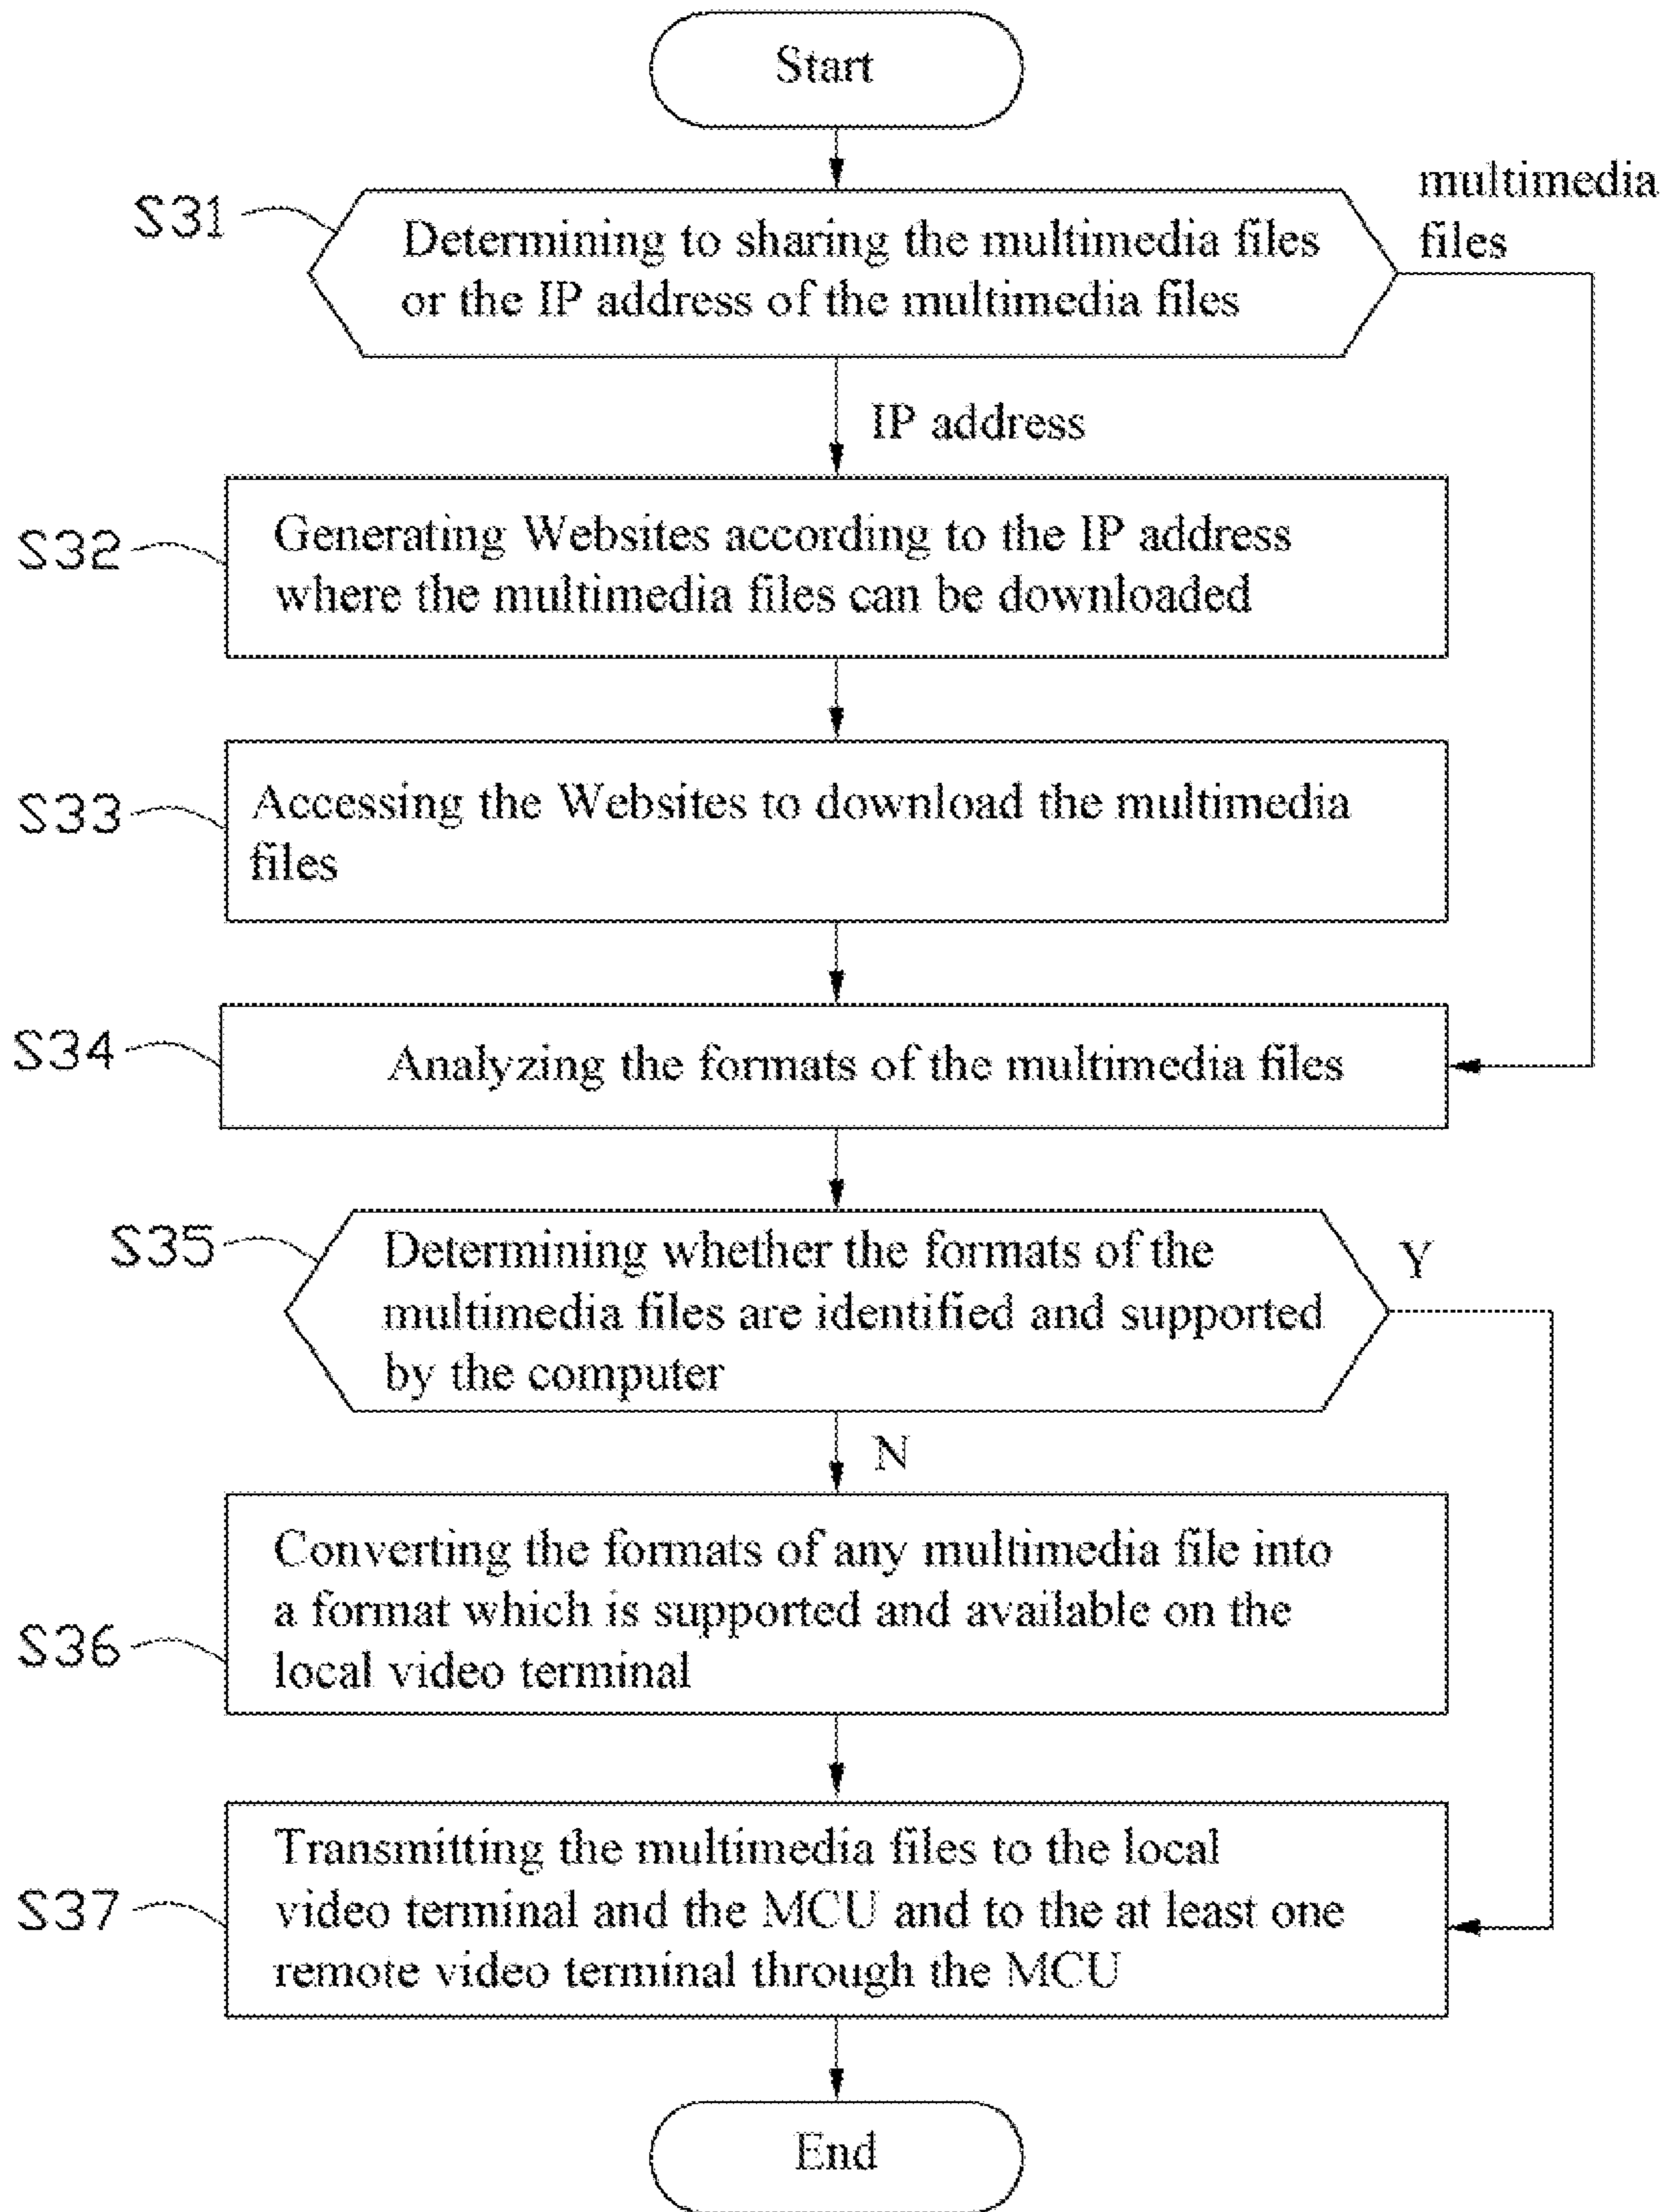 Start
multimedia
files
S31
Determining to sharing the multimedia files
or the IP address of the multimedia files
IP address
S32
Generating Websites according to the IP address
where the multimedia files can be downloaded
S33
Accessing the Websites to download the multimedia
files
S34
Analyzing the formats of the multimedia files
S35
Determining whether the formats of the
multimedia files are identified and supported
by the computer
Y
N
S36
Converting the formats of any multimedia file into
a format which is supported and available on the
local video terminal
S37
Transmitting the multimedia files to the local
video terminal and the MCU and to the at least one
remote video terminal through the MCU
End